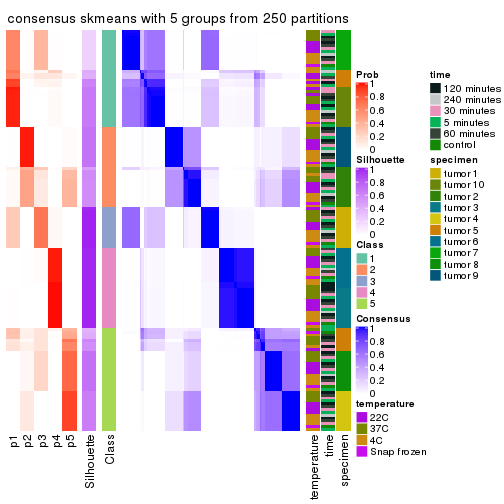 consensus skmeans with 5 groups from 250 partitions
Prob
1
0.8
0.6
0.4
0.2
0
Silhouette
1
0.8
0.6
0.4
0.2
0
Class
1
2
3
4
5
Consensus
1
0.8
0.6
0.4
0.2
0
temperature
22C
37C
4C
Snap frozen
time
120 minutes
240 minutes
30 minutes
5 minutes
60 minutes
control
specimen
tumor 1
tumor 10
tumor 2
tumor 3
tumor 4
tumor 5
tumor 6
tumor 7
tumor 8
tumor 9
p1
p2
p3
p4
p5
Silhouette
Class
temperature
time
specimen